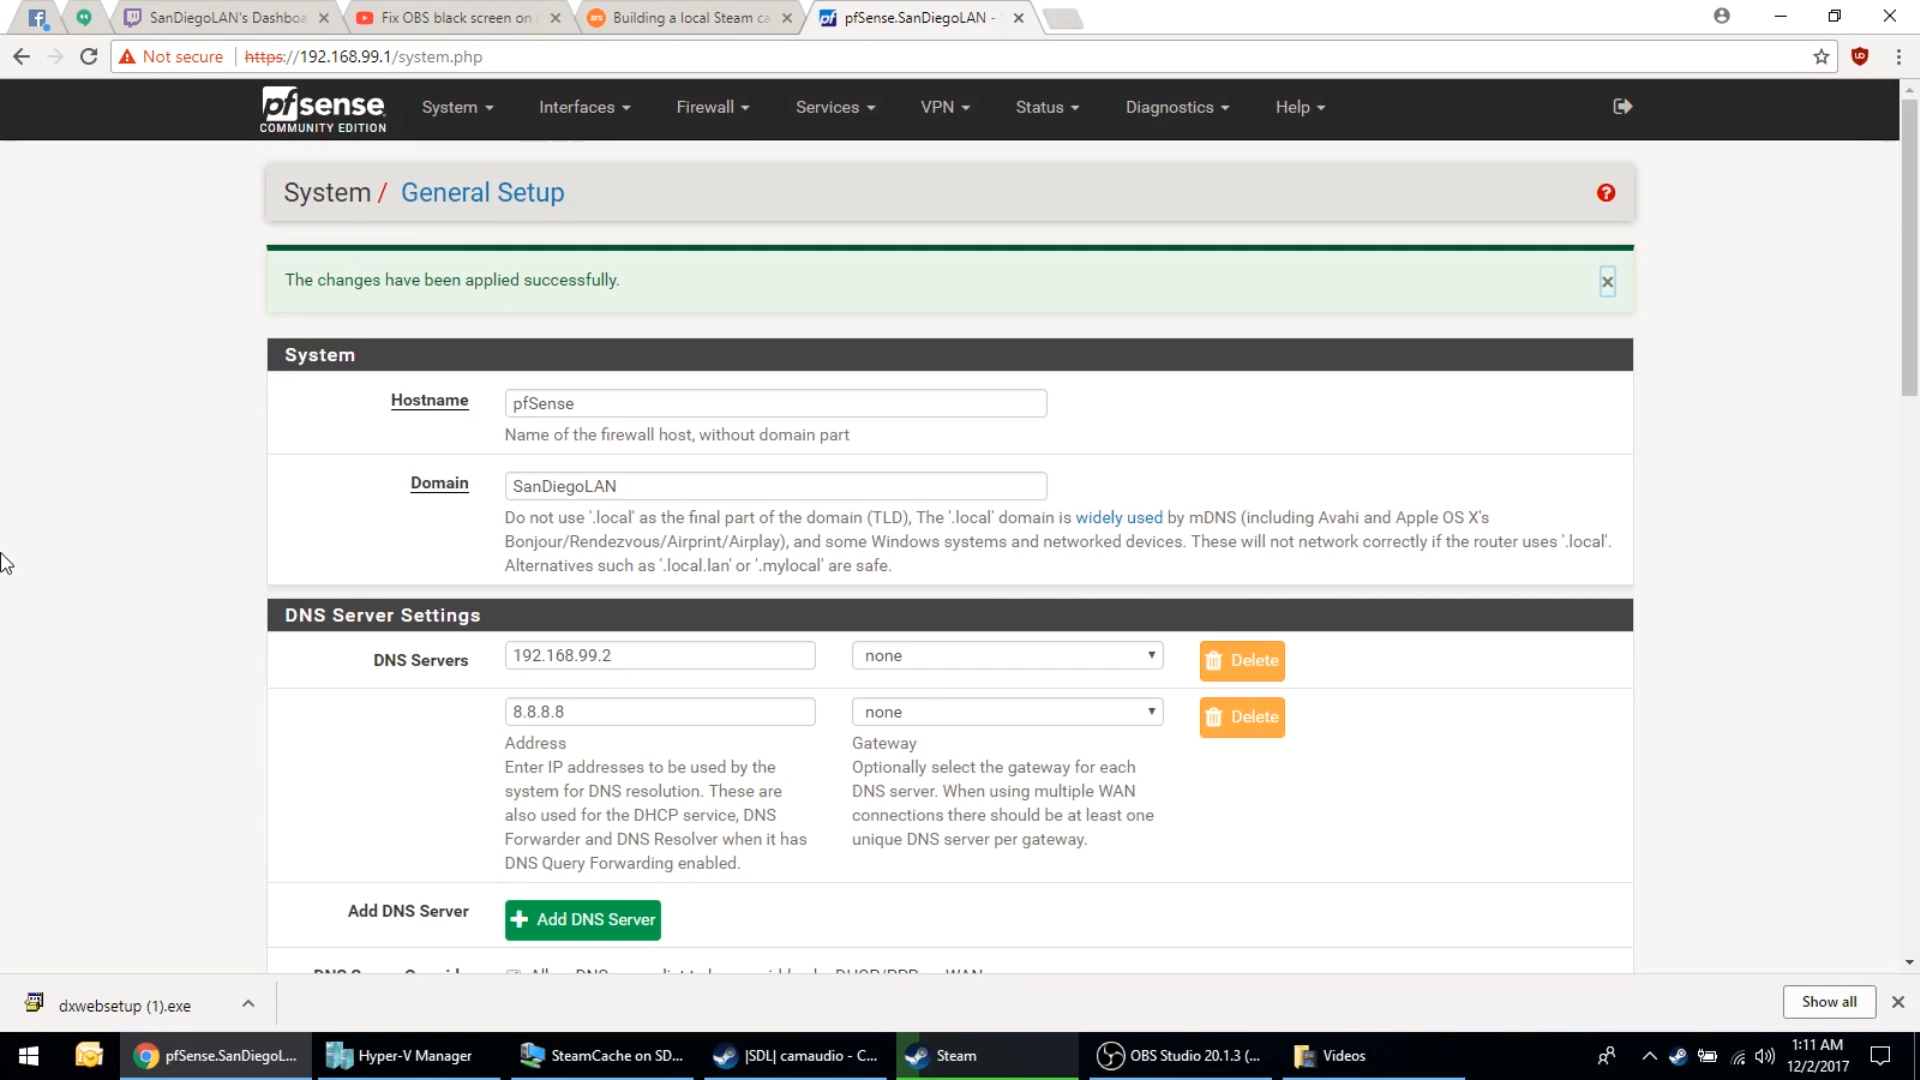 SanDiegoLAN's Dashboa
Fix OBS black screen on
ars
Building a local Steam ca
pf
pfSense.SanDiegoLAN -
Not secure
https://192.168.99.1/system.php
pfsense
COMMUNITY EDITION
System
Interfaces
Firewall
Services
VPN
Status
Diagnostics
Help
System / General Setup
?
The changes have been applied successfully.
×
System
Hostname
pfSense
Name of the firewall host, without domain part
Domain
SanDiegoLAN
Do not use '.local' as the final part of the domain (TLD), The '.local' domain is widely used by mDNS (including Avahi and Apple OS X's
Bonjour/Rendezvous/Airprint/Airplay), and some Windows systems and networked devices. These will not network correctly if the router uses '.local'.
Alternatives such as '.local.lan' or '.mylocal' are safe.
DNS Server Settings
DNS Servers
192.168.99.2
none
Delete
8.8.8.8
none
Delete
Address
Enter IP addresses to be used by the
system for DNS resolution. These are
also used for the DHCP service, DNS
Forwarder and DNS Resolver when it has
DNS Query Forwarding enabled.
Gateway
Optionally select the gateway for each
DNS server. When using multiple WAN
connections there should be at least one
unique DNS server per gateway.
Add DNS Server
Add DNS Server
dxwebsetup (1).exe
Show all
pfSense.SanDiegoL...
Hyper-V Manager
SteamCache on SD...
|SDL| camaudio - C...
Steam
OBS Studio 20.1.3 (...
Videos
1:11 AM
12/2/2017